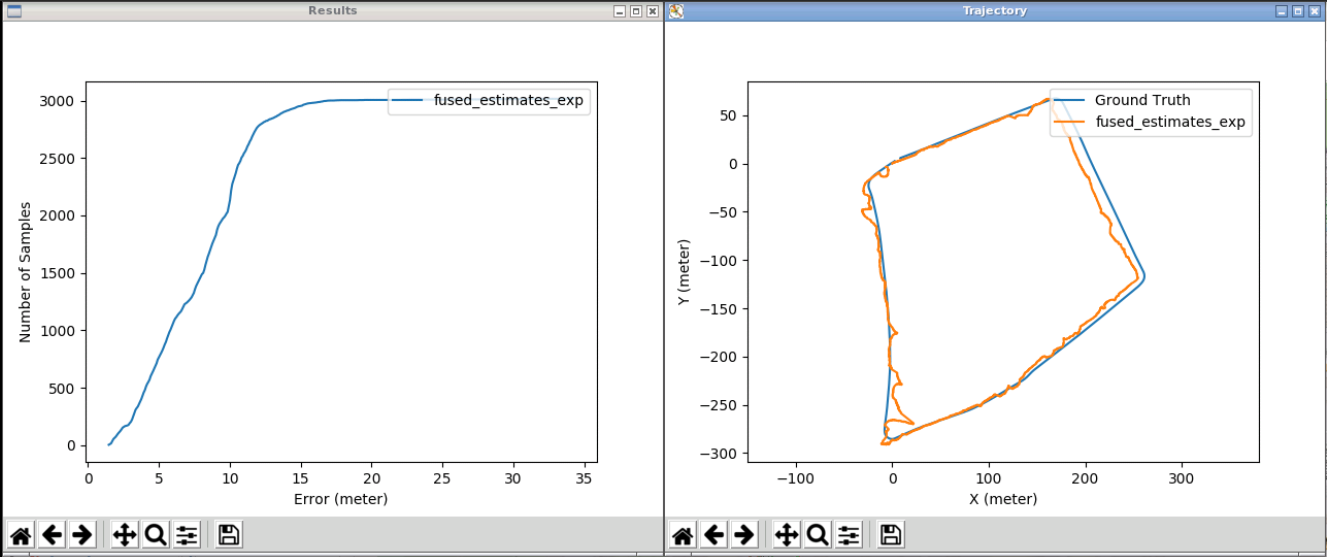 Results
fused_estimates_exp
3000
2500
2000
1500
1000
500
0
Number of Samples
0 5 10 15 20 25 30 35
Error (meter)
Trajectory
Ground Truth
fused_estimates_exp
50
0
−50
−100
−150
−200
−250
−300
Y (meter)
−100 0 100 200 300
X (meter)